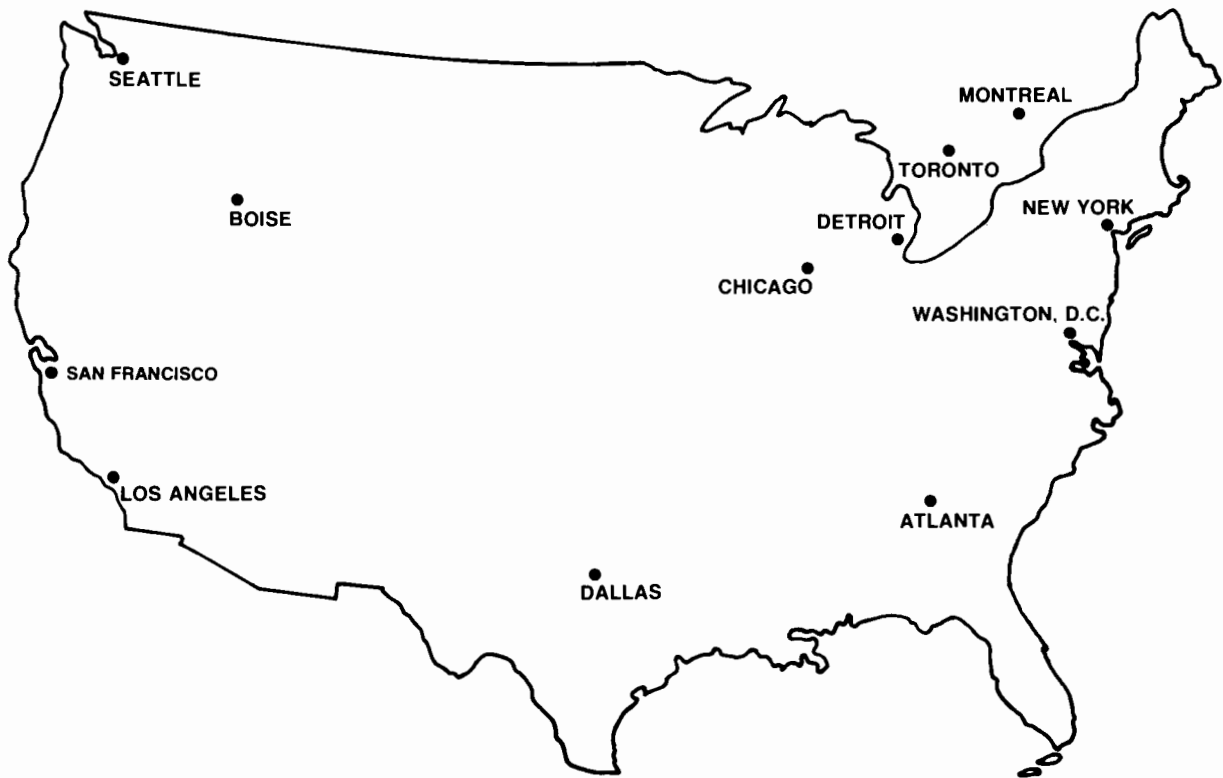 SEATTLE
MONTREAL
TORONTO
BOISE
NEW YORK
DETROIT
CHICAGO
WASHINGTON, D.C.
SAN FRANCISCO
LOS ANGELES
ATLANTA
DALLAS